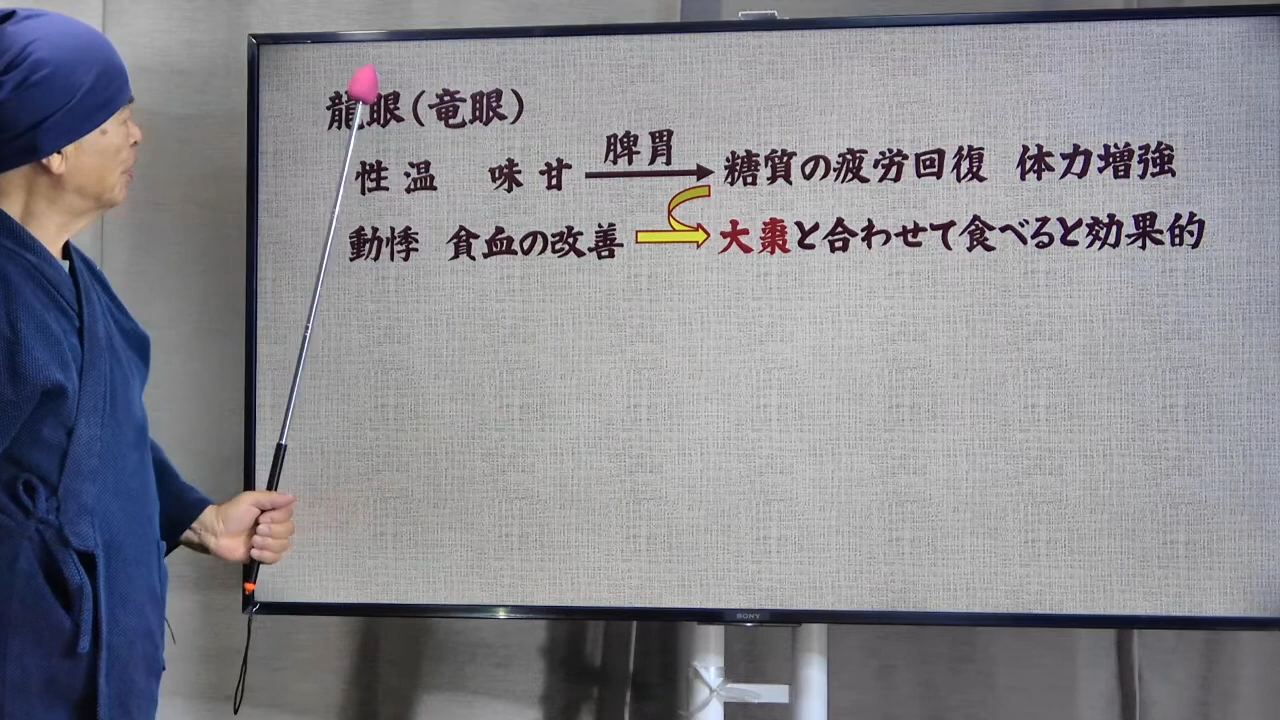 龍眼(竜眼)
性温 味甘 脾胃 糖質の疲労回復 体力増強
動悸 貧血の改善 大棗と合わせて食べると効果的
SONY